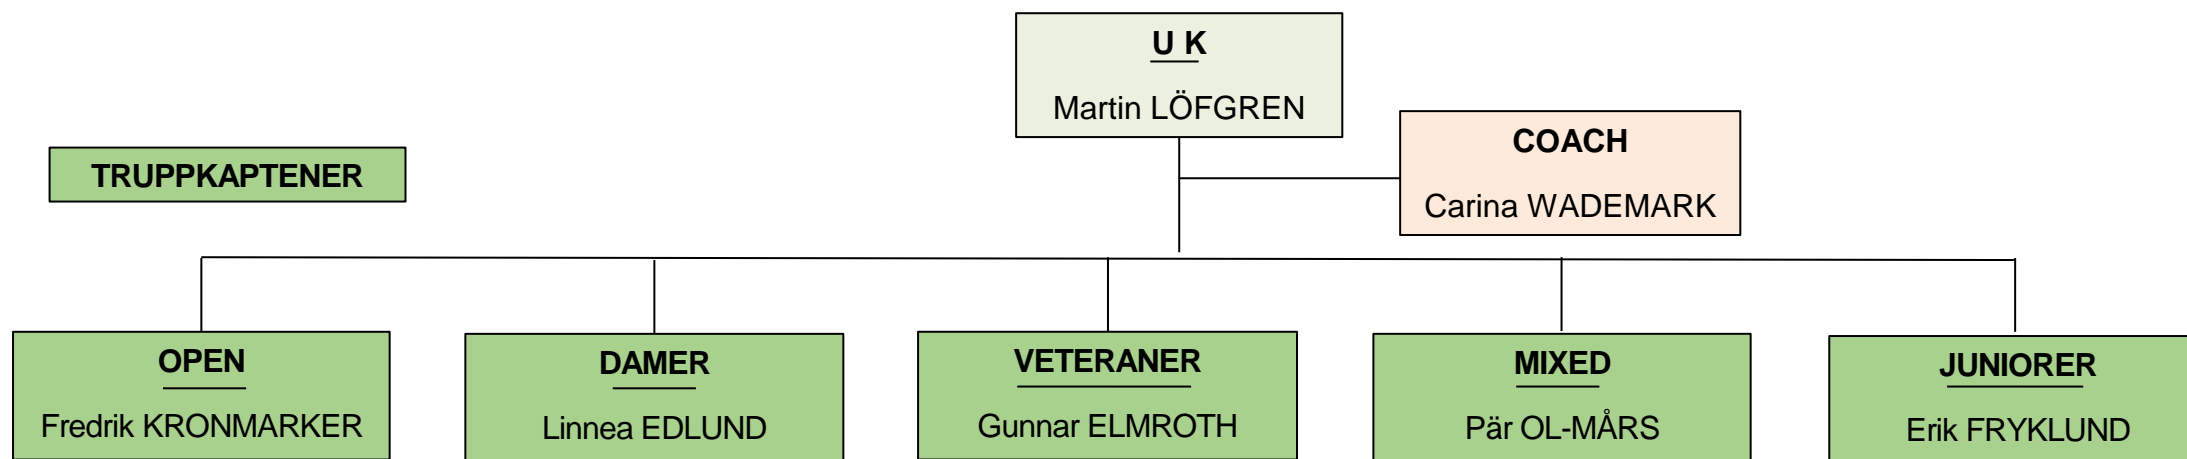 U K
Martin LÖFGREN
COACH
Carina WADEMARK
TRUPPKAPTENER
OPEN
Fredrik KRONMARKER
DAMER
Linnea EDLUND
VETERANER
Gunnar ELMROTH
MIXED
Pär OL-MÅRS
JUNIORER
Erik FRYKLUND